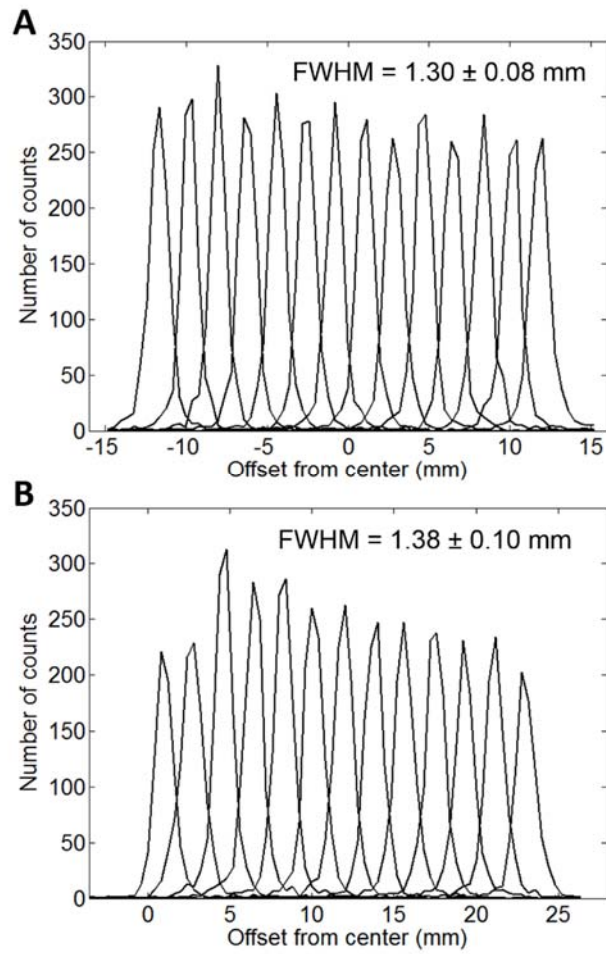 A
350
FWHM = 1.30 ± 0.08 mm
300
250
200
150
100
50
0
Number of counts
-15 -10 -5 0 5 10 15
Offset from center (mm)
B
350
FWHM = 1.38 ± 0.10 mm
300
250
200
150
100
50
0
Number of counts
0 5 10 15 20 25
Offset from center (mm)